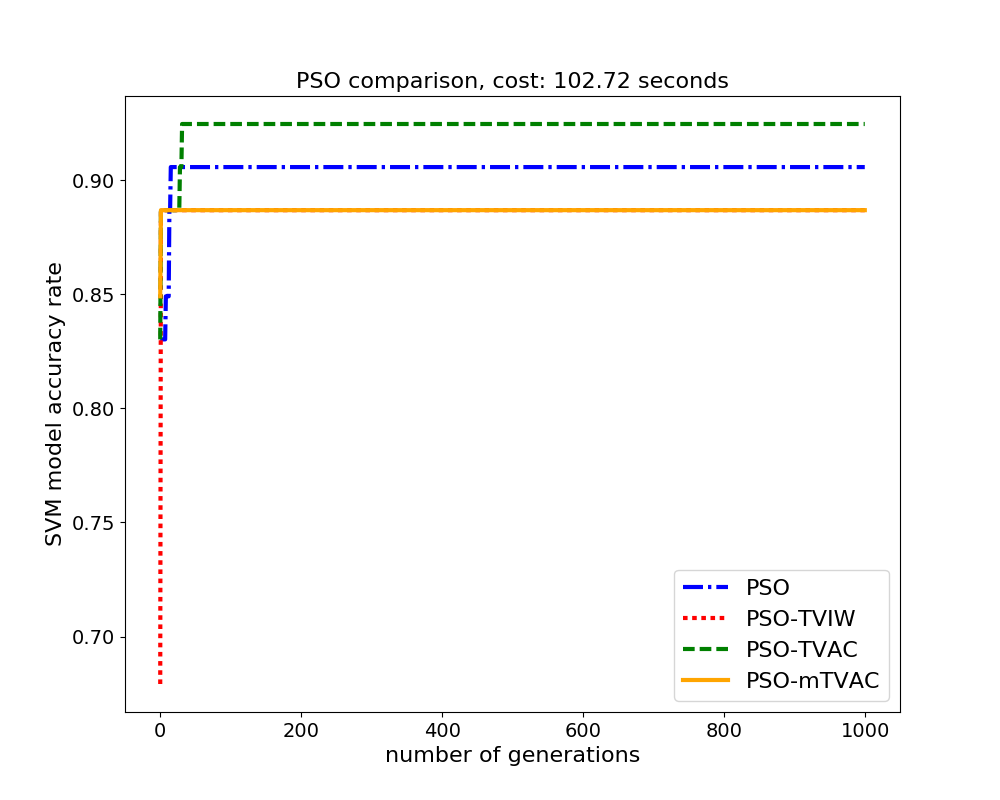 PSO comparison, cost: 102.72 seconds
SVM model accuracy rate
0.90
0.85
0.80
0.75
0.70
0 200 400 600 800 1000
number of generations
PSO
PSO-TVIW
PSO-TVAC
PSO-mTVAC